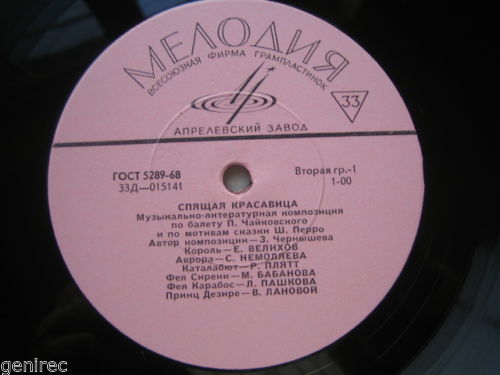 МЕЛОДИЯ
ВСЕСОЮЗНАЯ ФИРМА ГРАМПЛАСТИНОК
33
АПРЕЛЕВСКИЙ ЗАВОД
ГОСТ 5289-68
33Д—015141
Вторая гр.-1
1-00
СПЯЩАЯ КРАСАВИЦА
Музыкально-литературная композиция
по балету П. Чайковского
и по мотивам сказки Ш. Перро
Автор композиции—З. Чернышева
Король—Е. ВЕЛИХОВ
Аврора—С. НЕМОЛЯЕВА
Каталабют—Р. ПЛЯТТ
Фея Сирени—М. БАБАНОВА
Фея Карабос—Л. ПАШКОВА
Принц Дезире—В. ЛАНОВОЙ
genirec